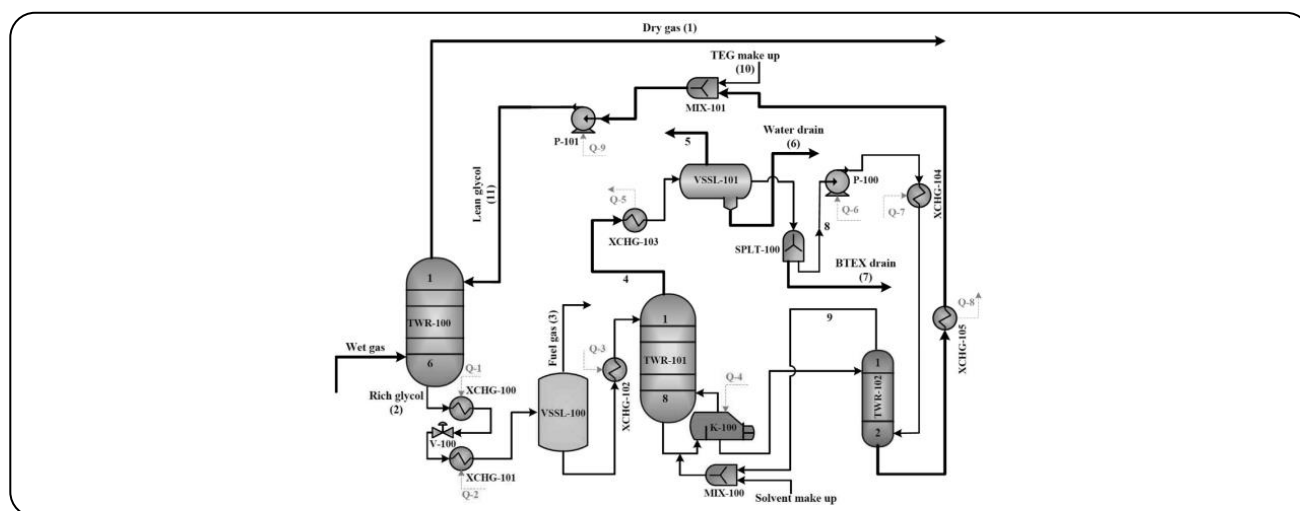 Dry gas (1)
TEG make up
(10)
MIX-101
P-101
Q-9
Lean glycol
(11)
5
Water drain
(6)
VSSL-101
P-100
XCHG-104
Q-5
Q-6
Q-7
8
XCHG-103
SPLT-100
BTEX drain
(7)
4
1
TWR-100
6
Wet gas
Rich glycol
(2)
Q-1
XCHG-100
V-100
XCHG-101
Q-2
VSSL-100
Fuel gas (3)
Q-3
XCHG-102
1
TWR-101
8
Q-4
K-100
MIX-100
Solvent make up
9
1
TWR-102
2
Q-8
XCHG-105